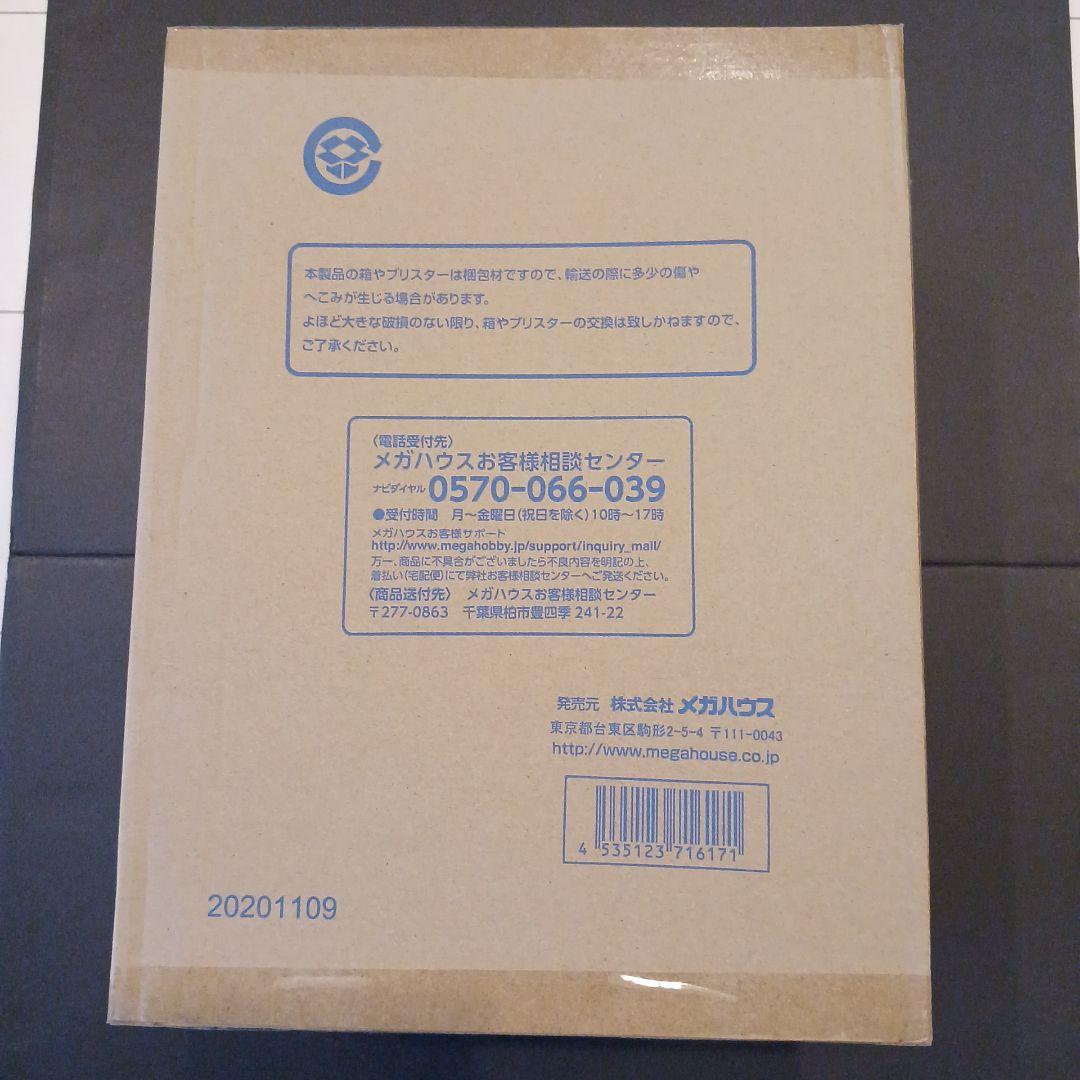 本製品の箱やブリスターは梱包材ですので、輸送の際に多少の傷や
へこみが生じる場合があります。
よほど大きな破損のない限り、箱やブリスターの交換は致しかねますので、
ご了承ください。
〈電話受付先〉
メガハウスお客様相談センター
ナビダイヤル 0570-066-039
●受付時間 月〜金曜日(祝日を除く)10時〜17時
メガハウスお客様サポート
http://www.megahobby.jp/support/inquiry_mail/
万一、商品に不具合がございましたら不良内容を明記の上、
着払い(宅配便)にて弊社お客様相談センターへご発送ください。
〈商品送付先〉 メガハウスお客様相談センター
〒277-0863 千葉県柏市豊四季 241-22
発売元 株式会社 メガハウス
東京都台東区駒形2-5-4 〒111-0043
http://www.megahouse.co.jp
4 535123 716171
20201109